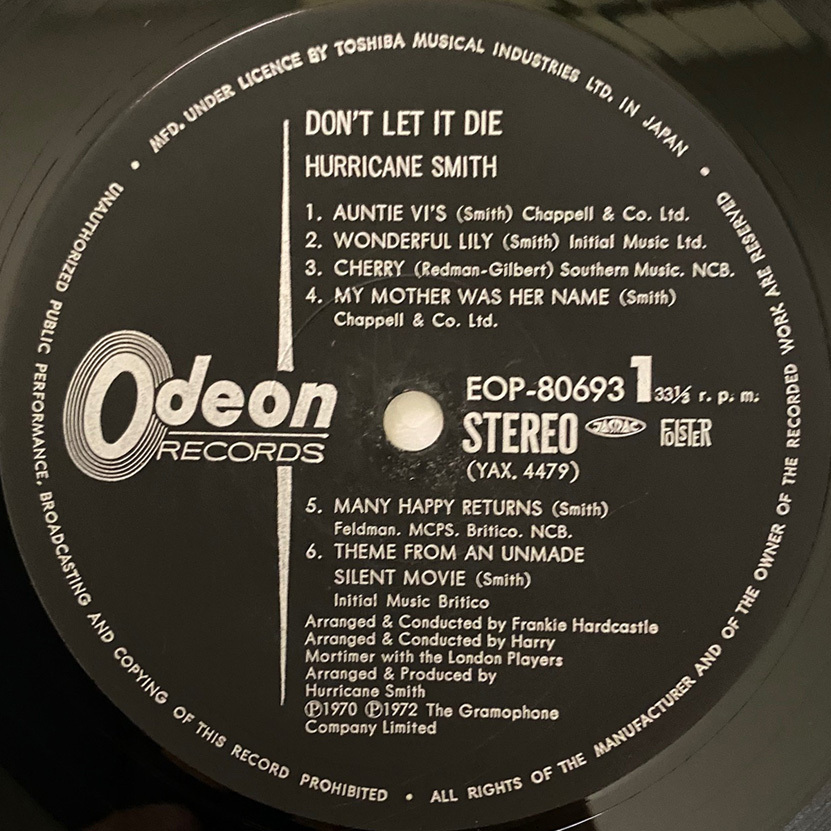 MFD. UNDER LICENCE BY TOSHIBA MUSICAL INDUSTRIES LTD. IN JAPAN
DON'T LET IT DIE
HURRICANE SMITH
1. AUNTIE VI'S (Smith) Chappell & Co. Ltd.
2. WONDERFUL LILY (Smith) Initial Music Ltd.
3. CHERRY (Redman-Gilbert) Southern Music. NCB.
4. MY MOTHER WAS HER NAME (Smith)
Chappell & Co. Ltd.
Odeon
RECORDS
EOP-80693 1 33⅓ r. p. m.
STEREO JASRAC FOLSTER
(YAX. 4479)
5. MANY HAPPY RETURNS (Smith)
Feldman. MCPS. Britico. NCB.
6. THEME FROM AN UNMADE
SILENT MOVIE (Smith)
Initial Music Britico
Arranged & Conducted by Frankie Hardcastle
Arranged & Conducted by Harry
Mortimer with the London Players
Arranged & Produced by
Hurricane Smith
Ⓟ1970 Ⓟ1972 The Gramophone
Company Limited
UNAUTHORIZED PUBLIC PERFORMANCE, BROADCASTING AND COPYING OF THIS RECORD PROHIBITED • ALL RIGHTS OF THE MANUFACTURER AND OF THE OWNER OF THE RECORDED WORK ARE RESERVED •